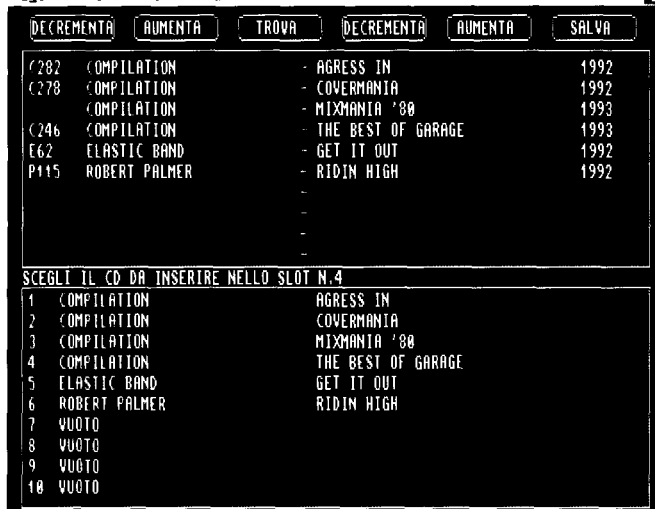 DECREMENTA AUMENTA TROVA DECREMENTA AUMENTA SALVA
C282 COMPILATION - AGRESS IN 1992
C278 COMPILATION - COVERMANIA 1992
COMPILATION - MIXMANIA '80 1993
C246 COMPILATION - THE BEST OF GARAGE 1993
E62 ELASTIC BAND - GET IT OUT 1992
P115 ROBERT PALMER - RIDIN HIGH 1992
-
-
-
-
SCEGLI IL CD DA INSERIRE NELLO SLOT N.4
1 COMPILATION AGRESS IN
2 COMPILATION COVERMANIA
3 COMPILATION MIXMANIA '80
4 COMPILATION THE BEST OF GARAGE
5 ELASTIC BAND GET IT OUT
6 ROBERT PALMER RIDIN HIGH
7 VUOTO
8 VUOTO
9 VUOTO
10 VUOTO